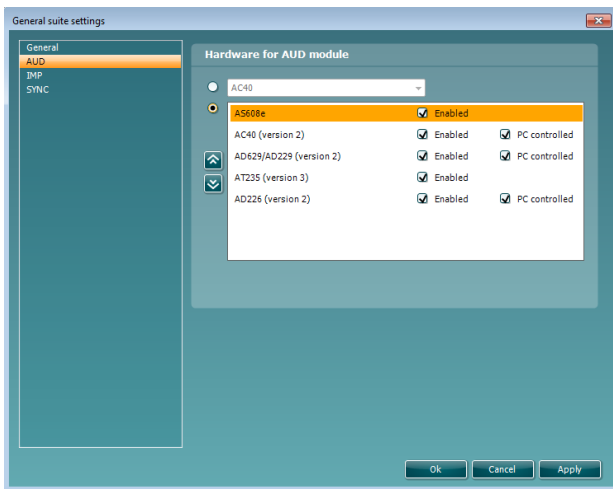 General suite settings
General
AUD
IMP
SYNC
Hardware for AUD module
AC40
AS608e Enabled
AC40 (version 2) Enabled PC controlled
AD629/AD229 (version 2) Enabled PC controlled
AT235 (version 3) Enabled
AD226 (version 2) Enabled PC controlled
Ok Cancel Apply